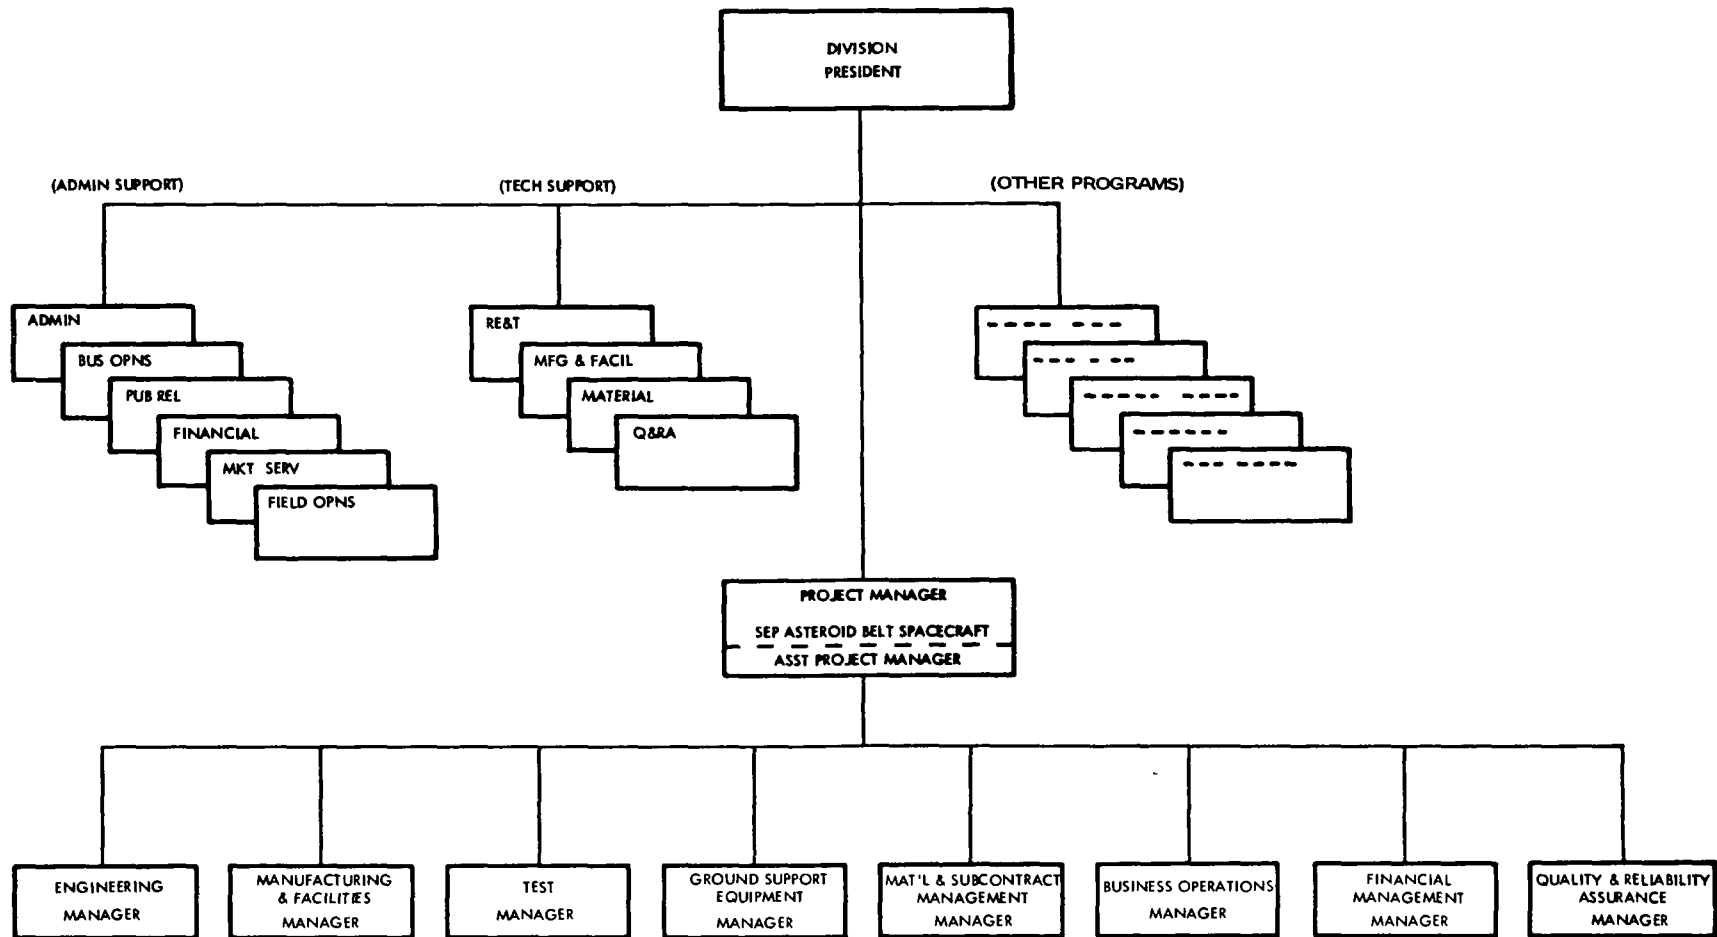 DIVISION
PRESIDENT
(ADMIN SUPPORT)
(TECH SUPPORT)
(OTHER PROGRAMS)
ADMIN
BUS OPNS
PUB REL
FINANCIAL
MKT SERV
FIELD OPNS
RE&T
MFG & FACIL
MATERIAL
Q&RA
PROJECT MANAGER
SEP ASTEROID BELT SPACECRAFT
ASST PROJECT MANAGER
ENGINEERING
MANAGER
MANUFACTURING
& FACILITIES
MANAGER
TEST
MANAGER
GROUND SUPPORT
EQUIPMENT
MANAGER
MAT'L & SUBCONTRACT
MANAGEMENT
MANAGER
BUSINESS OPERATIONS
MANAGER
FINANCIAL
MANAGEMENT
MANAGER
QUALITY & RELIABILITY
ASSURANCE
MANAGER